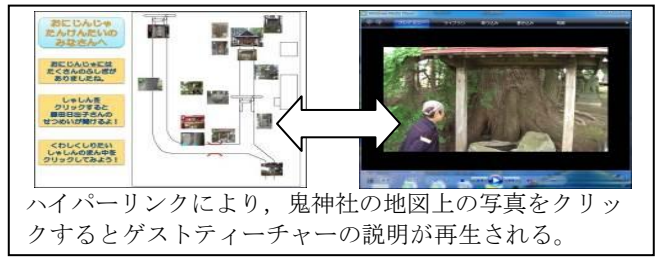 おにじんじゃ
たんけんたいの
みなさんへ
おにじんじゃには
たくさんのふしぎが
ありましたね。
しゃしんを
クリックすると
藤田日出子さんの
せつめいが聞けるよ！
くわしくしりたい
しゃしんのまん中を
クリックしてみよう！
ハイパーリンクにより，鬼神社の地図上の写真をクリッ
クするとゲストティーチャーの説明が再生される。